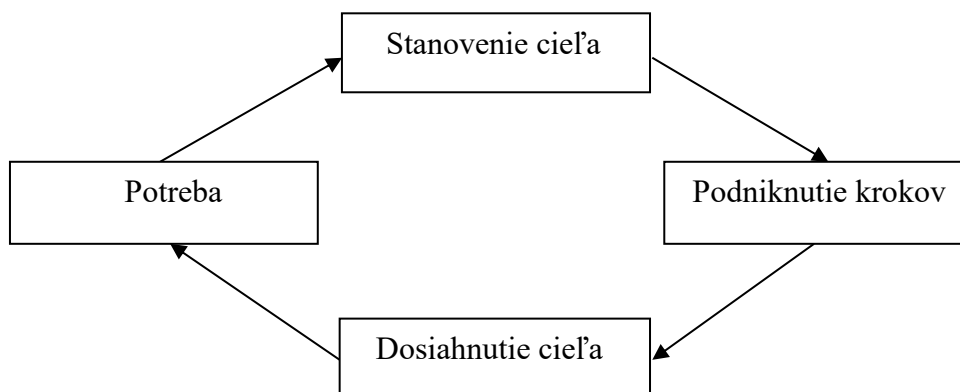 Stanovenie cieľa
Potreba
Podniknutie krokov
Dosiahnutie cieľa